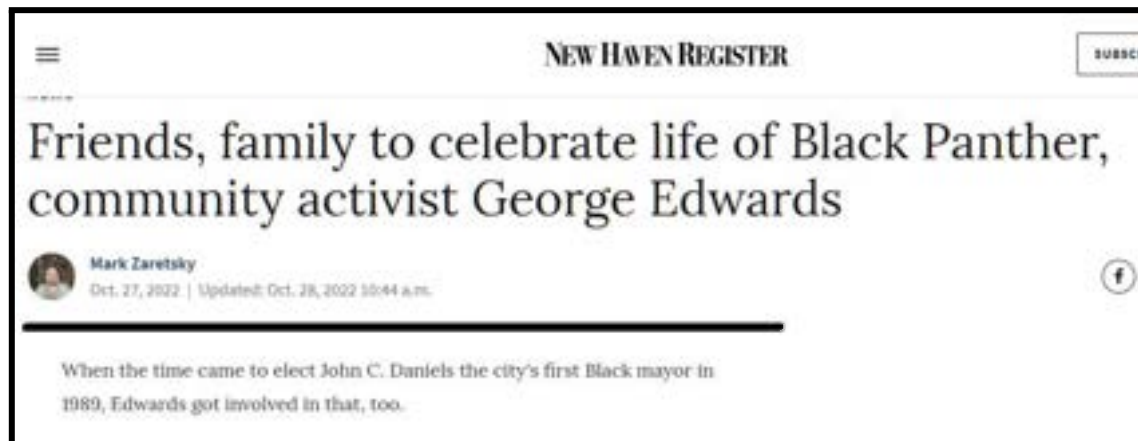 NEW HAVEN REGISTER
Friends, family to celebrate life of Black Panther,
community activist George Edwards
Mark Zaretsky
Oct. 27, 2022 | Updated: Oct. 28, 2022 10:44 a.m.
f
When the time came to elect John C. Daniels the city's first Black mayor in
1989, Edwards got involved in that, too.